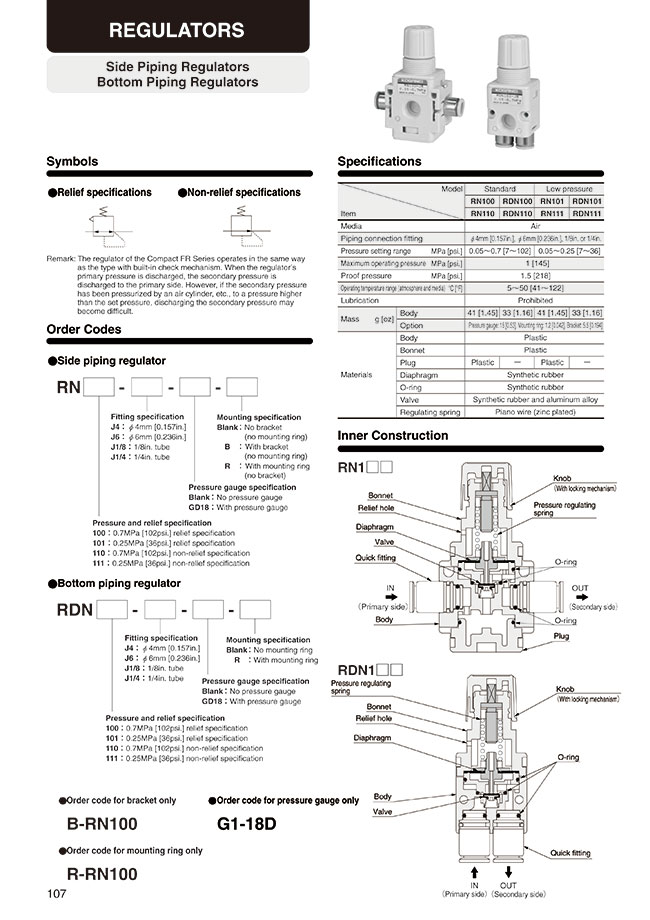 REGULATORS
Side Piping Regulators
Bottom Piping Regulators
Symbols
●Relief specifications ●Non-relief specifications
Remark: The regulator of the Compact FR Series operates in the same way
as the type with built-in check mechanism. When the regulator's
primary pressure is discharged, the secondary pressure is
discharged to the primary side. However, if the secondary pressure
has been pressurized by an air cylinder, etc., to a pressure higher
than the set pressure, discharging the secondary pressure may
become difficult.
Order Codes
●Side piping regulator
RN - - -
Fitting specification
J4 : φ4mm [0.157in.]
J6 : φ6mm [0.236in.]
J1/8 : 1/8in. tube
J1/4 : 1/4in. tube
Mounting specification
Blank : No bracket
(no mounting ring)
B : With bracket
(no mounting ring)
R : With mounting ring
(no bracket)
Pressure gauge specification
Blank : No pressure gauge
GD18 : With pressure gauge
Pressure and relief specification
100 : 0.7MPa [102psi.] relief specification
101 : 0.25MPa [36psi.] relief specification
110 : 0.7MPa [102psi.] non-relief specification
111 : 0.25MPa [36psi.] non-relief specification
●Bottom piping regulator
RDN - - -
Fitting specification
J4 : φ4mm [0.157in.]
J6 : φ6mm [0.236in.]
J1/8 : 1/8in. tube
J1/4 : 1/4in. tube
Mounting specification
Blank : No mounting ring
R : With mounting ring
Pressure gauge specification
Blank : No pressure gauge
GD18 : With pressure gauge
Pressure and relief specification
100 : 0.7MPa [102psi.] relief specification
101 : 0.25MPa [36psi.] relief specification
110 : 0.7MPa [102psi.] non-relief specification
111 : 0.25MPa [36psi.] non-relief specification
●Order code for bracket only ●Order code for pressure gauge only
B-RN100 G1-18D
●Order code for mounting ring only
R-RN100
107
Specifications
Model Standard Low pressure
RN100 RDN100 RN101 RDN101
Item RN110 RDN110 RN111 RDN111
Media Air
Piping connection fitting φ4mm [0.157in.], φ6mm [0.236in.], 1/8in. or 1/4in.
Pressure setting range MPa [psi.] 0.05~0.7 [7~102] 0.05~0.25 [7~36]
Maximum operating pressure MPa [psi.] 1 [145]
Proof pressure MPa [psi.] 1.5 [218]
Operating temperature range (atmosphere and media) °C [°F] 5~50 [41~122]
Lubrication Prohibited
Mass g [oz] Body 41 [1.45] 33 [1.16] 41 [1.45] 33 [1.16]
Option Pressure gauge: 15 [0.53], Mounting ring: 1.2 [0.042], Bracket: 5.5 [0.194]
Materials
Body Plastic
Bonnet Plastic
Plug Plastic — Plastic —
Diaphragm Synthetic rubber
O-ring Synthetic rubber
Valve Synthetic rubber and aluminum alloy
Regulating spring Piano wire (zinc plated)
Inner Construction
RN1□□
Bonnet
Relief hole
Diaphragm
Valve
Quick fitting
IN
(Primary side)
Body
Knob
(With locking mechanism)
Pressure regulating
spring
O-ring
OUT
(Secondary side)
O-ring
Plug
RDN1□□
Pressure regulating
spring
Bonnet
Relief hole
Diaphragm
Body
Valve
Knob
(With locking mechanism)
O-ring
Quick fitting
IN OUT
(Primary side) (Secondary side)